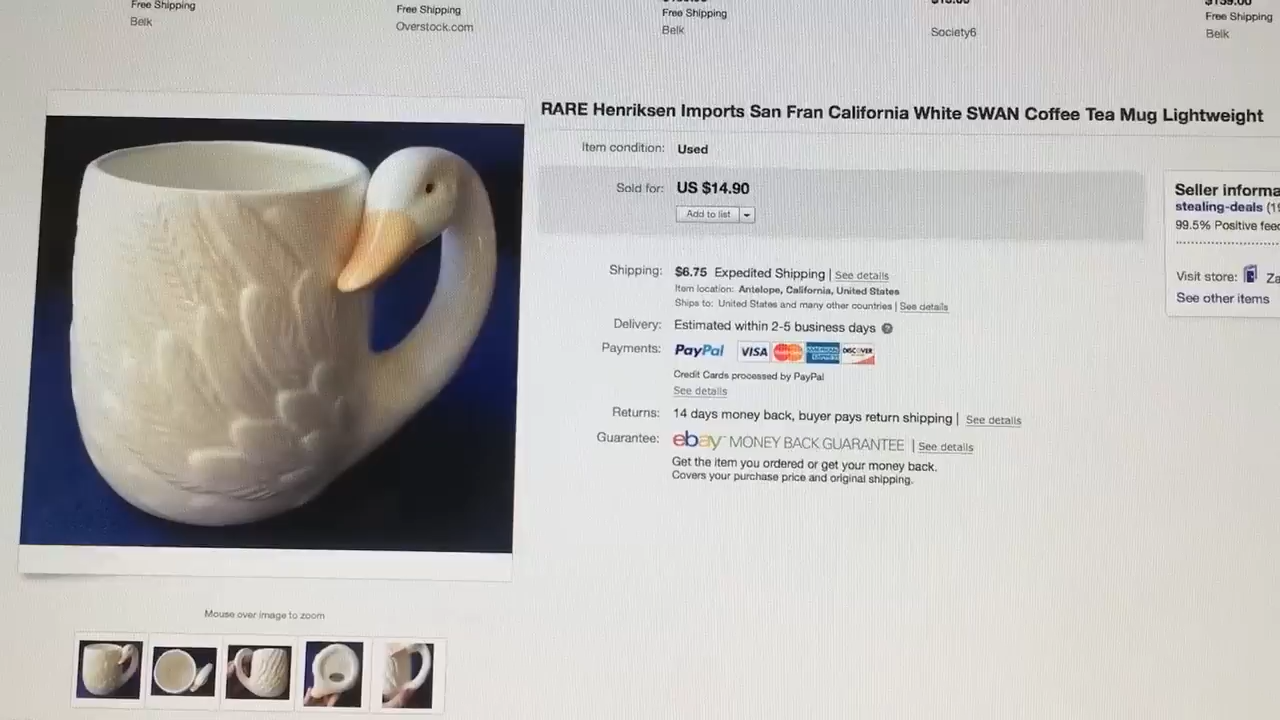 Free Shipping
Belk
Free Shipping
Overstock.com
Free Shipping
Belk
Society6
Free Shipping
Belk
RARE Henriksen Imports San Fran California White SWAN Coffee Tea Mug Lightweight
Item condition: Used
Sold for: US $14.90
Add to list
Seller informa
stealing-deals
99.5% Positive feed
Visit store: Za
See other items
Shipping: $6.75 Expedited Shipping | See details
Item location: Antelope, California, United States
Ships to: United States and many other countries | See details
Delivery: Estimated within 2-5 business days ?
Payments: PayPal VISA MasterCard AMERICAN EXPRESS DISCOVER
Credit Cards processed by PayPal
See details
Returns: 14 days money back, buyer pays return shipping | See details
Guarantee: ebay MONEY BACK GUARANTEE | See details
Get the item you ordered or get your money back.
Covers your purchase price and original shipping.
Mouse over image to zoom